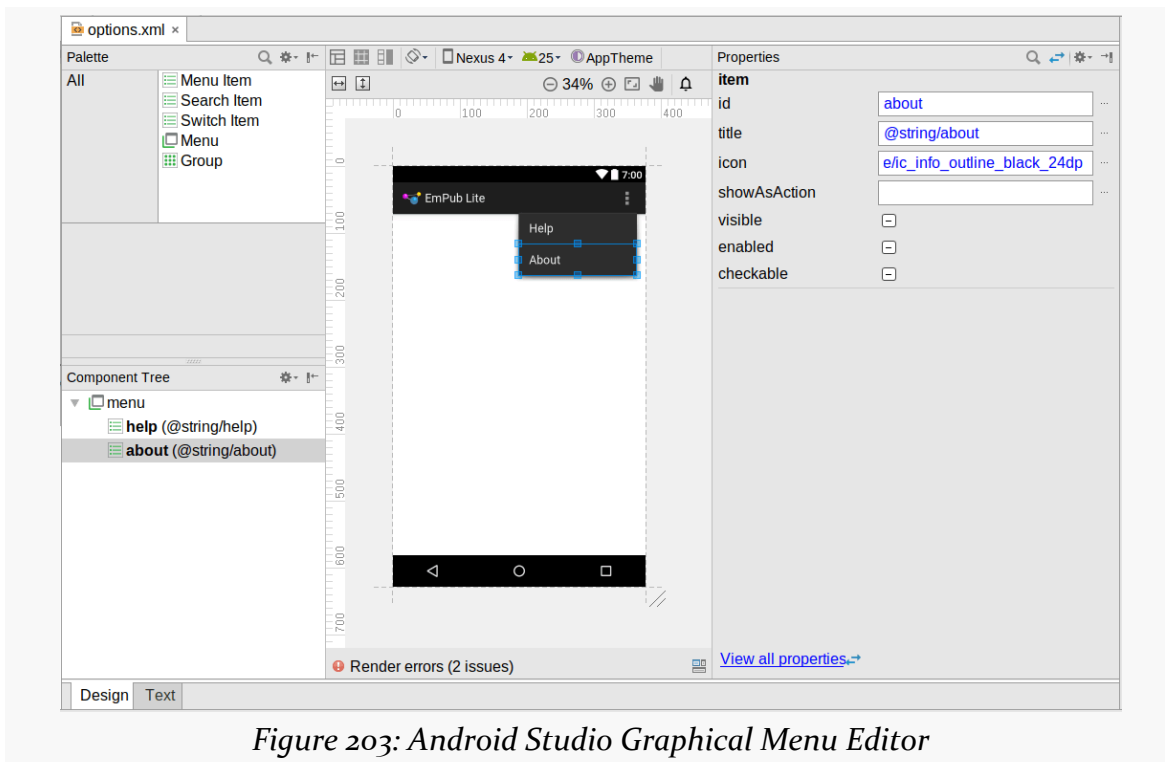 options.xml ×
Palette
All
Menu Item
Search Item
Switch Item
Menu
Group
Nexus 4
25
AppTheme
34%
0 100 200 300 400
0
100
200
300
400
500
600
700
7:00
EmPub Lite
Help
About
Component Tree
menu
help (@string/help)
about (@string/about)
Render errors (2 issues)
Properties
item
id about
title @string/about
icon e/ic_info_outline_black_24dp
showAsAction
visible
enabled
checkable
View all properties
Design Text
Figure 203: Android Studio Graphical Menu Editor